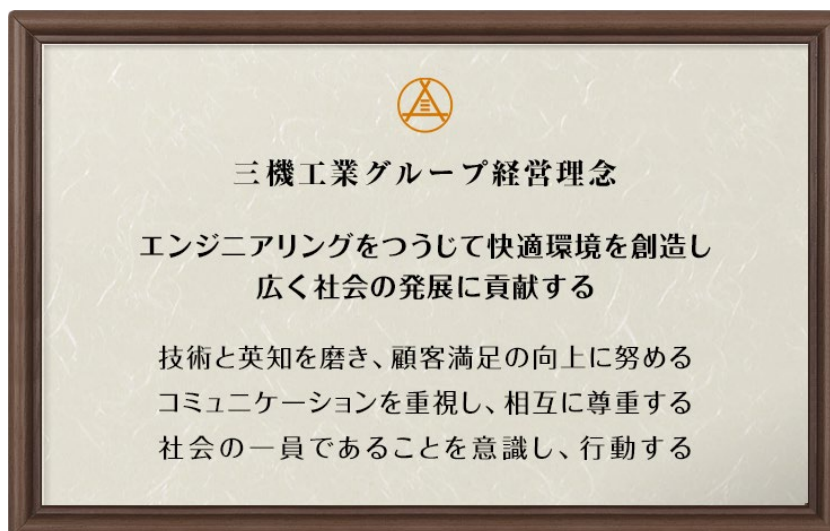 三機工業グループ経営理念
エンジニアリングをつうじて快適環境を創造し
広く社会の発展に貢献する
技術と英知を磨き、顧客満足の向上に努める
コミュニケーションを重視し、相互に尊重する
社会の一員であることを意識し、行動する